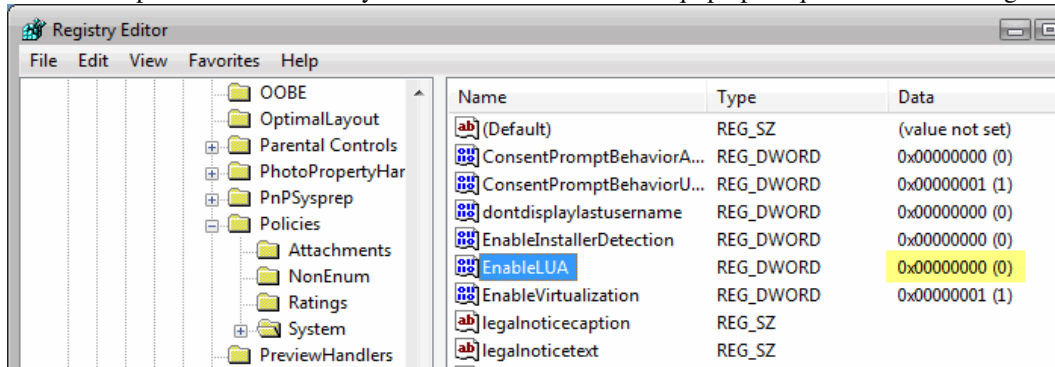 Registry Editor
File Edit View Favorites Help
OOBE
OptimalLayout
Parental Controls
PhotoPropertyHar
PnPSysprep
Policies
Attachments
NonEnum
Ratings
System
PreviewHandlers
Name Type Data
(Default) REG_SZ (value not set)
ConsentPromptBehaviorA... REG_DWORD 0x00000000 (0)
ConsentPromptBehaviorU... REG_DWORD 0x00000001 (1)
dontdisplaylastusername REG_DWORD 0x00000000 (0)
EnableInstallerDetection REG_DWORD 0x00000000 (0)
EnableLUA REG_DWORD 0x00000000 (0)
EnableVirtualization REG_DWORD 0x00000001 (1)
legalnoticecaption REG_SZ
legalnoticetext REG_SZ